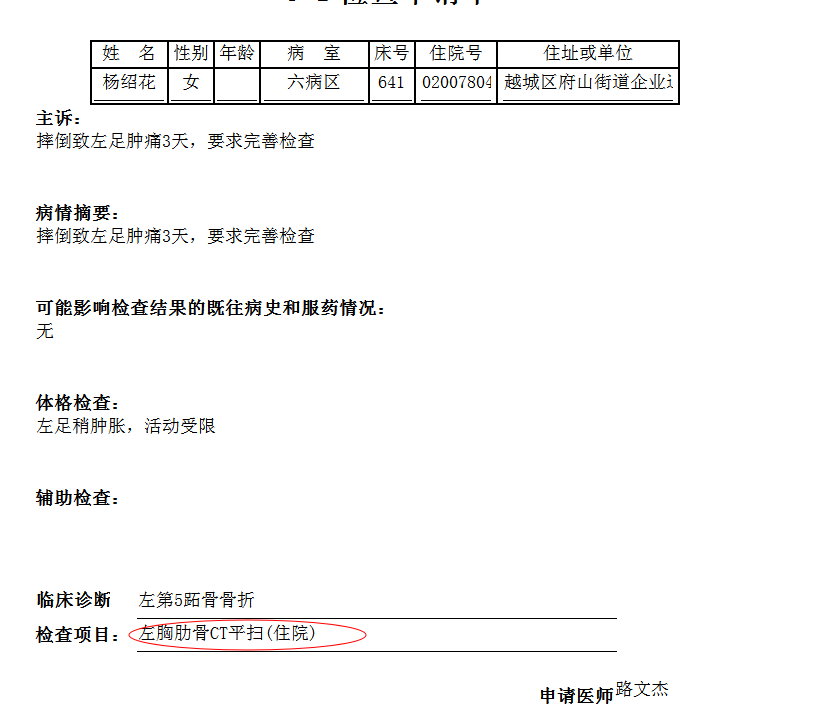 姓 名 性别 年龄 病 室 床号 住院号 住址或单位
杨绍花 女 六病区 641 02007804 越城区府山街道企业
主诉：
摔倒致左足肿痛3天，要求完善检查
病情摘要：
摔倒致左足肿痛3天，要求完善检查
可能影响检查结果的既往病史和服药情况：
无
体格检查：
左足稍肿胀，活动受限
辅助检查：
临床诊断 左第5跖骨骨折
检查项目： 左胸肋骨CT平扫(住院)
申请医师 路文杰